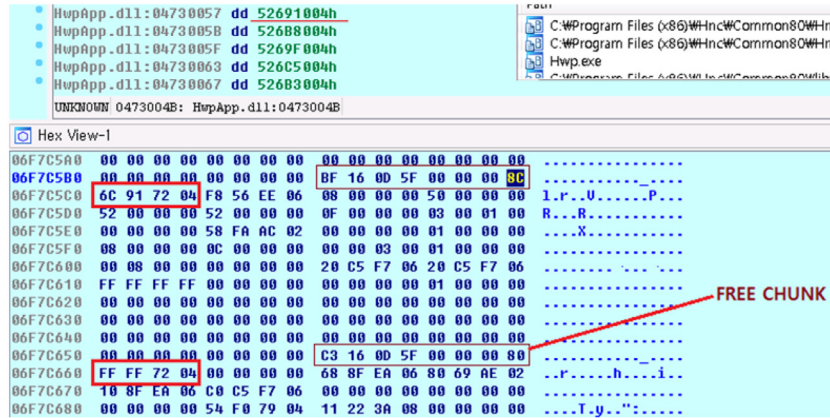 HwpApp.dll:04730057 dd 52691004h
HwpApp.dll:0473005B dd 526B8004h
HwpApp.dll:0473005F dd 5269F004h
HwpApp.dll:04730063 dd 526C5004h
HwpApp.dll:04730067 dd 526B3004h
UNKNOWN 0473004B: HwpApp.dll:0473004B
Path
C:₩Program Files (x86)₩Hnc₩Common80₩Hn
Hwp.exe
C:₩Program Files (x86)₩Hnc₩Common80₩lib
Hex View-1
06F7C5A0 00 00 00 00 00 00 00 00 00 00 00 00 00 00 00 00 ................
06F7C5B0 00 00 00 00 00 00 00 00 BF 16 0D 5F 00 00 00 8C ..........._....
06F7C5C0 6C 91 72 04 F8 56 EE 06 08 00 00 00 50 00 00 00 l.r..V......P...
06F7C5D0 52 00 00 00 52 00 00 00 0F 00 00 00 03 00 01 00 R...R...........
06F7C5E0 00 00 00 00 58 FA AC 02 00 00 00 00 01 00 00 00 ....X...........
06F7C5F0 08 00 00 00 0C 00 00 00 00 00 03 00 01 00 00 00 ................
06F7C600 00 08 00 00 00 00 00 00 20 C5 F7 06 20 C5 F7 06 ........ ... ...
06F7C610 FF FF FF FF 00 00 00 00 00 00 00 00 01 00 00 00 ................
06F7C620 00 00 00 00 00 00 00 00 00 00 00 00 00 00 00 00 ................
06F7C630 00 00 00 00 00 00 00 00 00 00 00 00 00 00 00 00 ................
06F7C640 00 00 00 00 00 00 00 00 00 00 00 00 00 00 00 00 ................
06F7C650 00 00 00 00 00 00 00 00 C3 16 0D 5F 00 00 00 80 ..........._....
06F7C660 FF FF 72 04 00 00 00 00 68 8F EA 06 80 69 AE 02 ..r.....h....i..
06F7C670 10 8F EA 06 C0 C5 F7 06 00 00 00 00 00 00 00 00 ................
06F7C680 00 00 00 00 54 F0 79 04 11 22 3A 08 00 00 00 00 ....T.y..":.....
FREE CHUNK